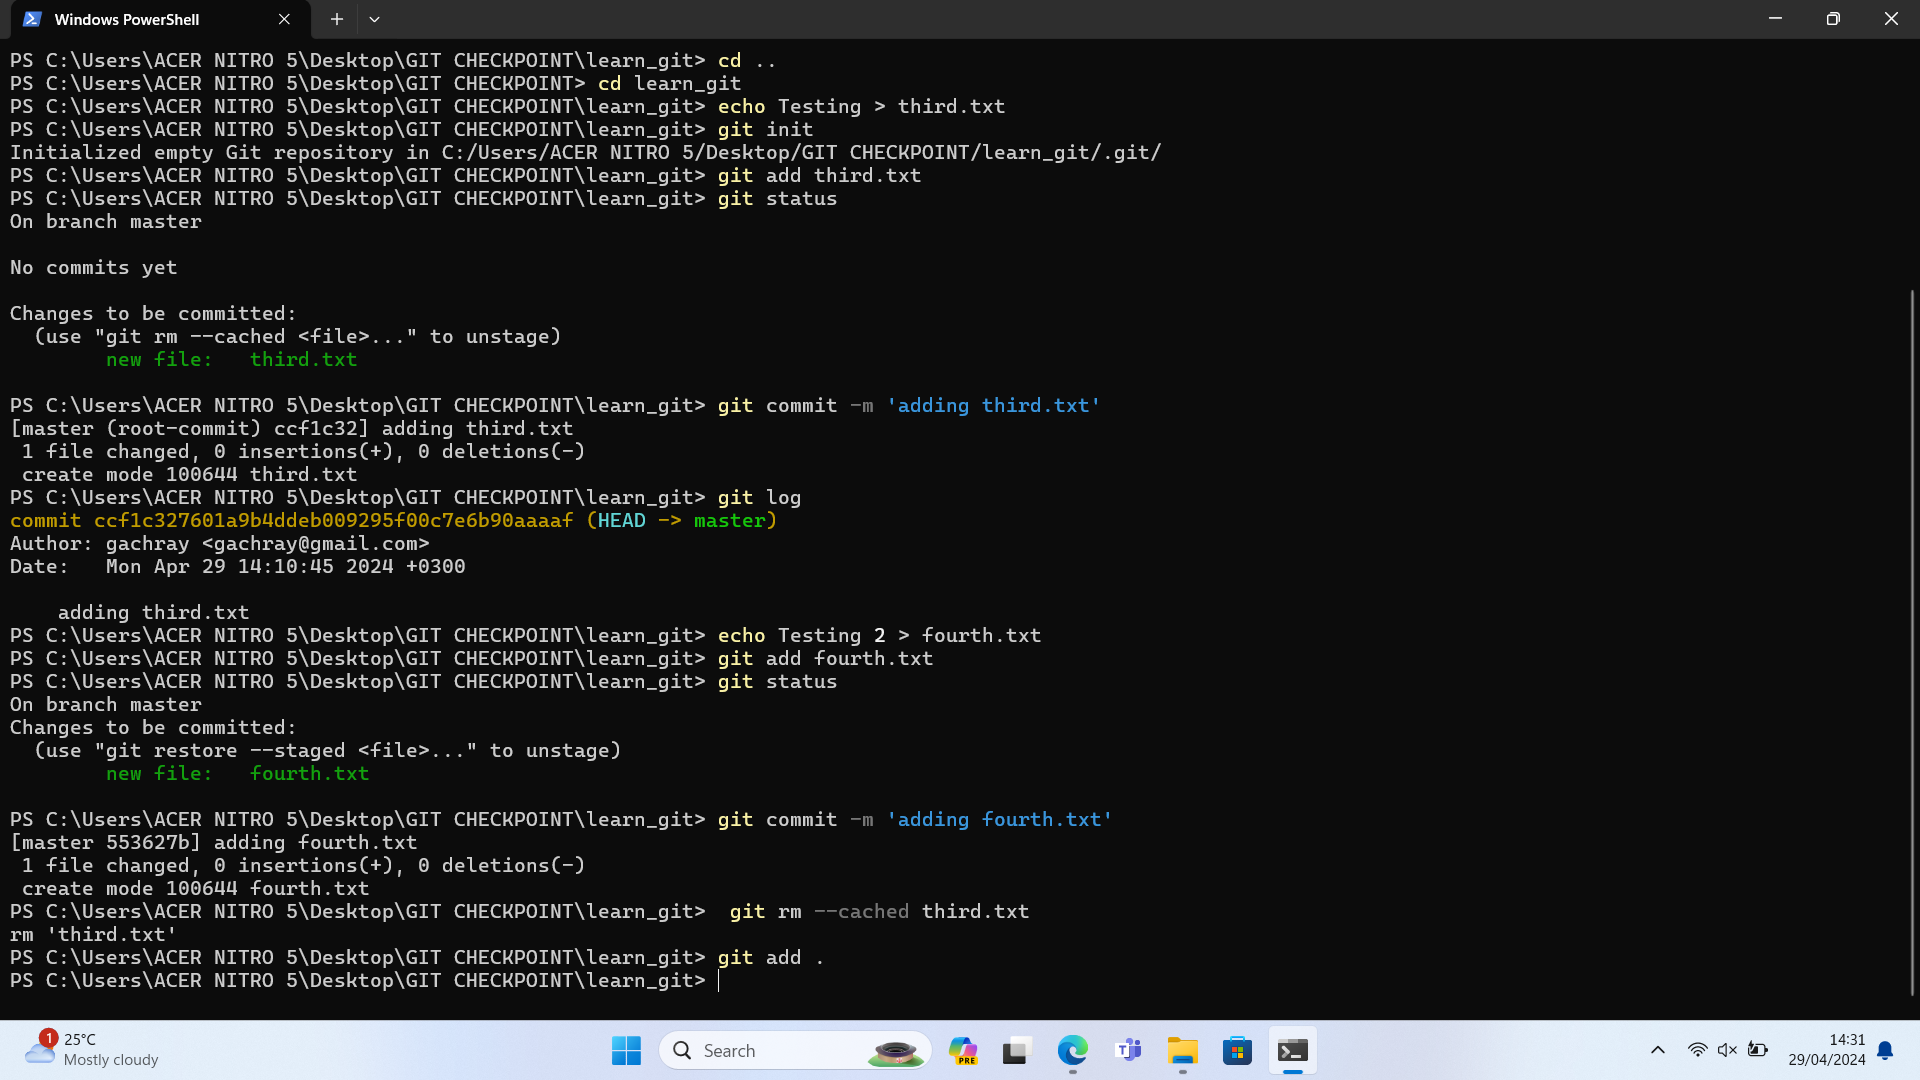 Windows PowerShell
PS C:\Users\ACER NITRO 5\Desktop\GIT CHECKPOINT\learn_git> cd ..
PS C:\Users\ACER NITRO 5\Desktop\GIT CHECKPOINT> cd learn_git
PS C:\Users\ACER NITRO 5\Desktop\GIT CHECKPOINT\learn_git> echo Testing > third.txt
PS C:\Users\ACER NITRO 5\Desktop\GIT CHECKPOINT\learn_git> git init
Initialized empty Git repository in C:/Users/ACER NITRO 5/Desktop/GIT CHECKPOINT/learn_git/.git/
PS C:\Users\ACER NITRO 5\Desktop\GIT CHECKPOINT\learn_git> git add third.txt
PS C:\Users\ACER NITRO 5\Desktop\GIT CHECKPOINT\learn_git> git status
On branch master
No commits yet
Changes to be committed:
  (use "git rm --cached <file>..." to unstage)
        new file:   third.txt
PS C:\Users\ACER NITRO 5\Desktop\GIT CHECKPOINT\learn_git> git commit -m 'adding third.txt'
[master (root-commit) ccf1c32] adding third.txt
 1 file changed, 0 insertions(+), 0 deletions(-)
 create mode 100644 third.txt
PS C:\Users\ACER NITRO 5\Desktop\GIT CHECKPOINT\learn_git> git log
commit ccf1c327601a9b4ddeb009295f00c7e6b90aaaaf (HEAD -> master)
Author: gachray <gachray@gmail.com>
Date:   Mon Apr 29 14:10:45 2024 +0300
    adding third.txt
PS C:\Users\ACER NITRO 5\Desktop\GIT CHECKPOINT\learn_git> echo Testing 2 > fourth.txt
PS C:\Users\ACER NITRO 5\Desktop\GIT CHECKPOINT\learn_git> git add fourth.txt
PS C:\Users\ACER NITRO 5\Desktop\GIT CHECKPOINT\learn_git> git status
On branch master
Changes to be committed:
  (use "git restore --staged <file>..." to unstage)
        new file:   fourth.txt
PS C:\Users\ACER NITRO 5\Desktop\GIT CHECKPOINT\learn_git> git commit -m 'adding fourth.txt'
[master 553627b] adding fourth.txt
 1 file changed, 0 insertions(+), 0 deletions(-)
 create mode 100644 fourth.txt
PS C:\Users\ACER NITRO 5\Desktop\GIT CHECKPOINT\learn_git>  git rm --cached third.txt
rm 'third.txt'
PS C:\Users\ACER NITRO 5\Desktop\GIT CHECKPOINT\learn_git> git add .
PS C:\Users\ACER NITRO 5\Desktop\GIT CHECKPOINT\learn_git>
1
25°C
Mostly cloudy
Search
PRE
14:31
29/04/2024